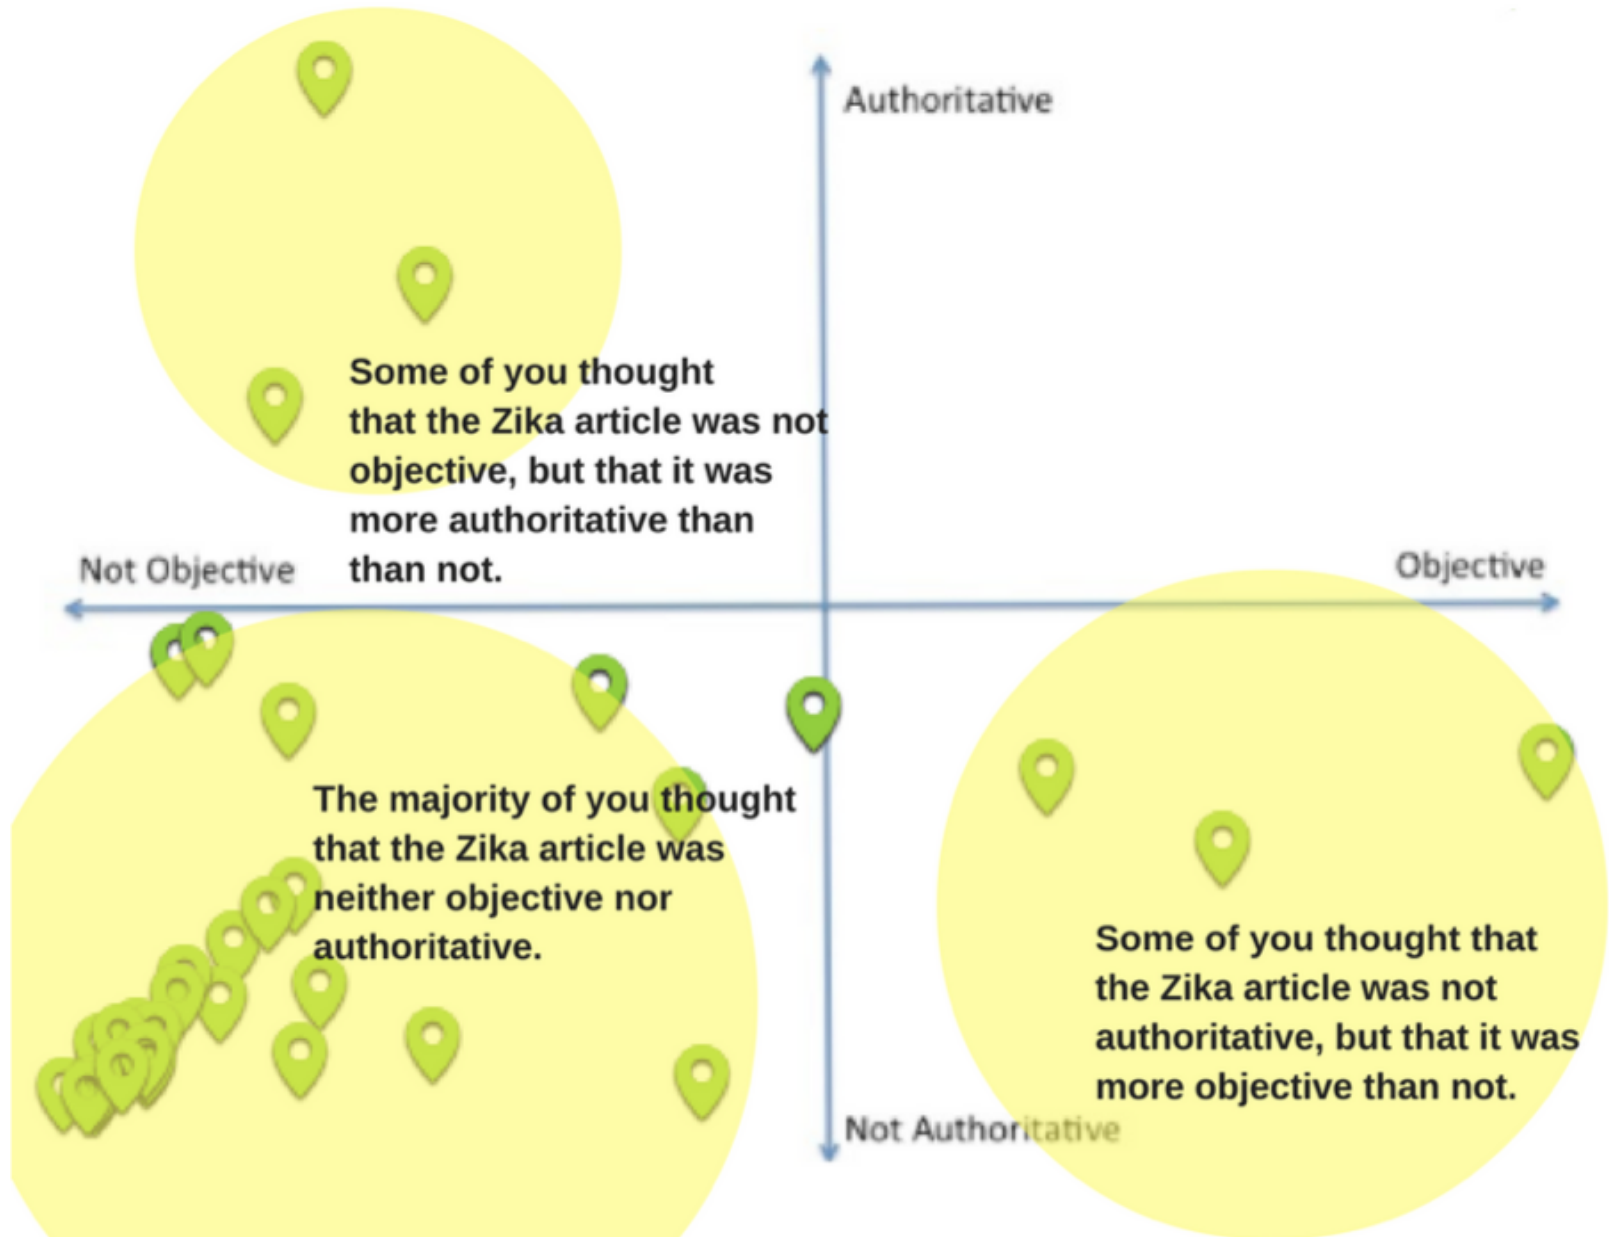 Authoritative
Some of you thought
that the Zika article was not
objective, but that it was
more authoritative than
than not.
Not Objective
Objective
The majority of you thought
that the Zika article was
neither objective nor
authoritative.
Some of you thought that
the Zika article was not
authoritative, but that it was
more objective than not.
Not Authoritative